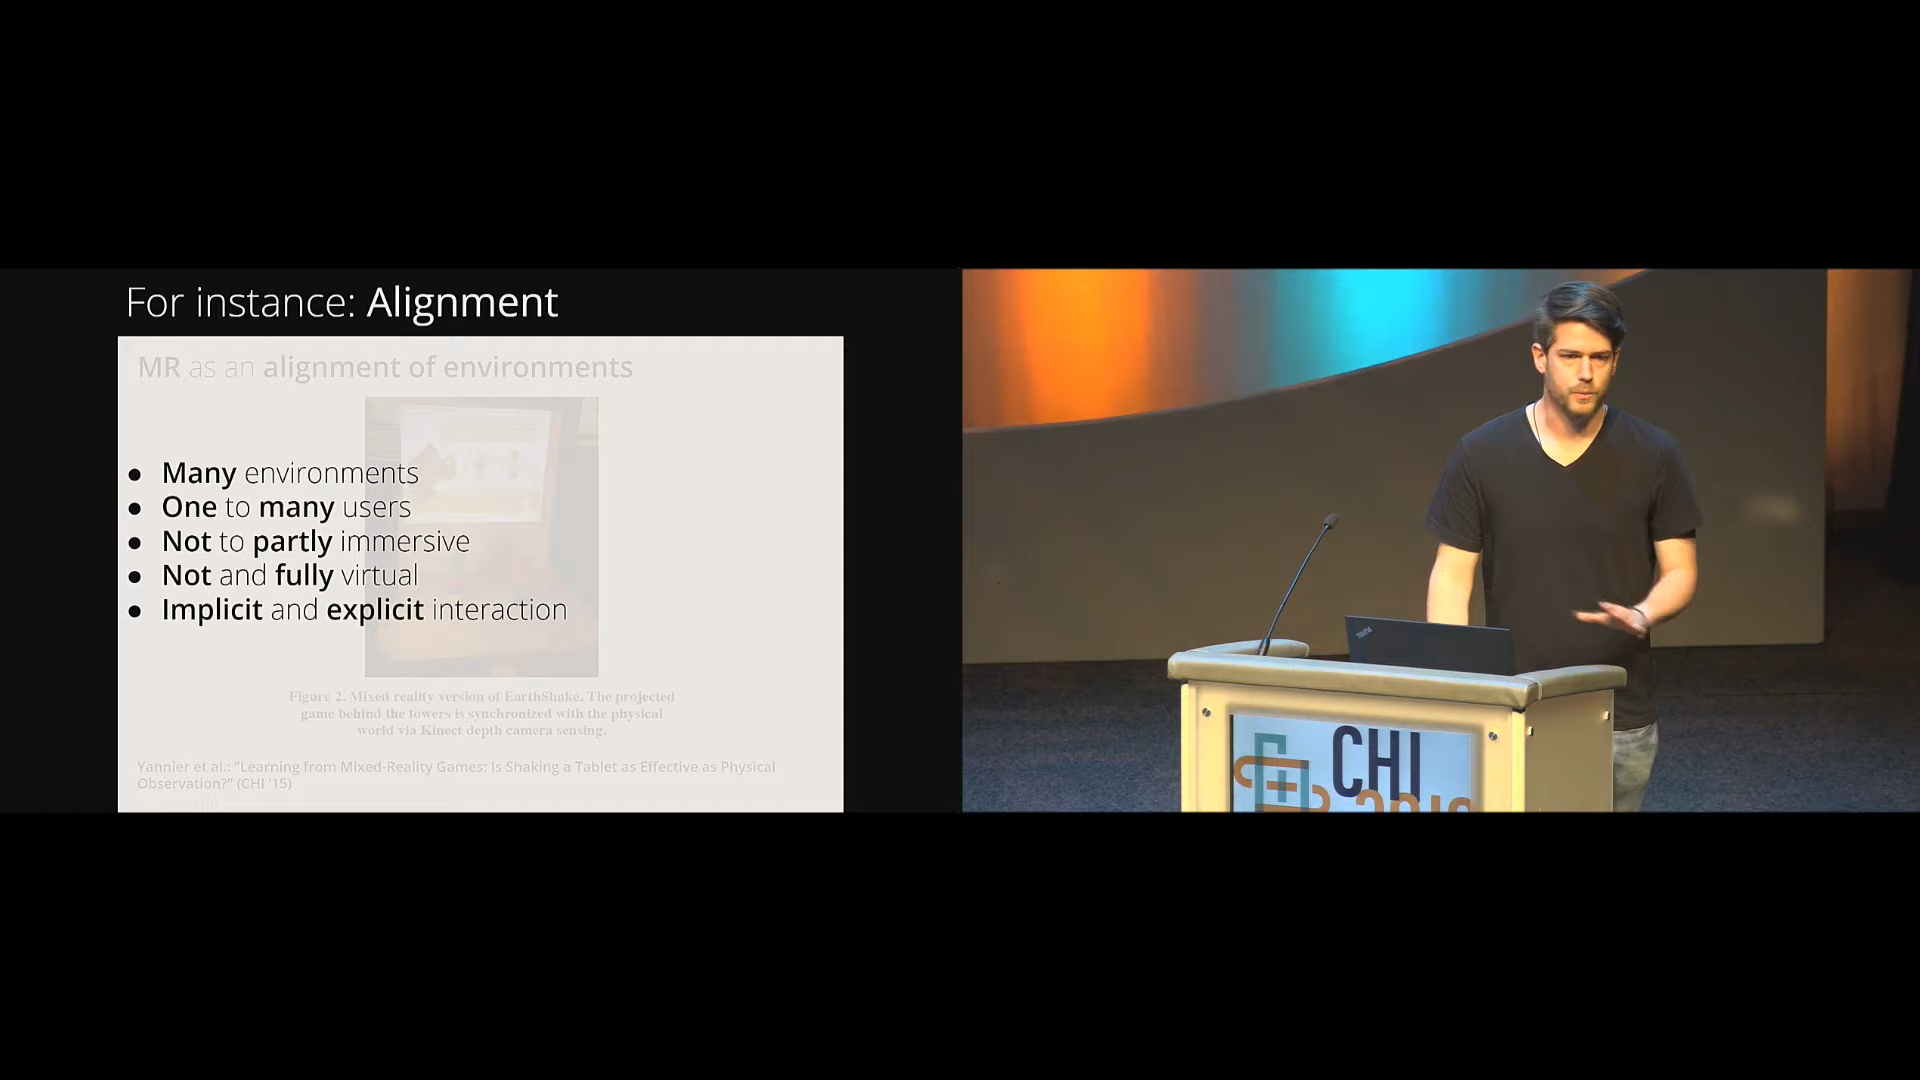 For instance: Alignment
MR as an alignment of environments
● Many environments
● One to many users
● Not to partly immersive
● Not and fully virtual
● Implicit and explicit interaction
Figure 2. Mixed reality version of EarthShake. The projected
game behind the towers is synchronized with the physical
world via Kinect depth camera sensing.
Yannier et al.: “Learning from Mixed-Reality Games: Is Shaking a Tablet as Effective as Physical
Observation?” (CHI ‘15)
ThinkPad
CHI